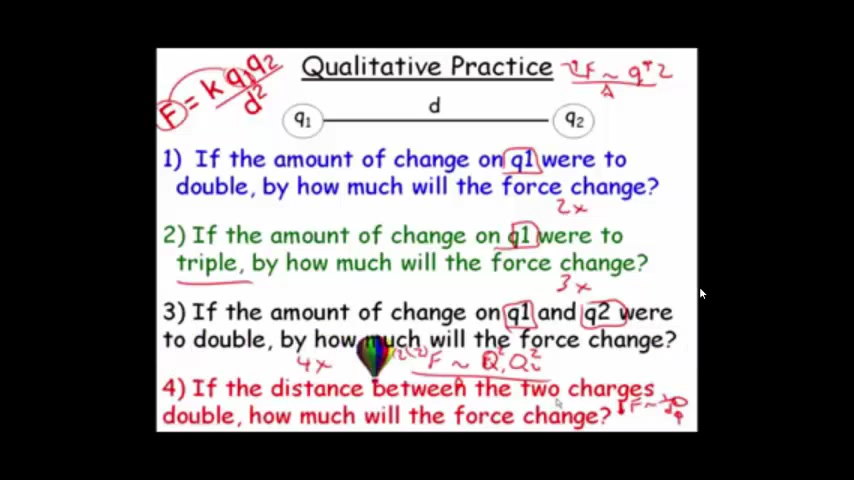 Qualitative Practice
F = k q1q2
d²
F ~ q
d
q1
q2
1) If the amount of change on q1 were to
double, by how much will the force change?
2x
2) If the amount of change on q1 were to
triple, by how much will the force change?
3x
3) If the amount of change on q1 and q2 were
to double, by how much will the force change?
4x
F ~
4) If the distance between the two charges
double, how much will the force change?
F ~